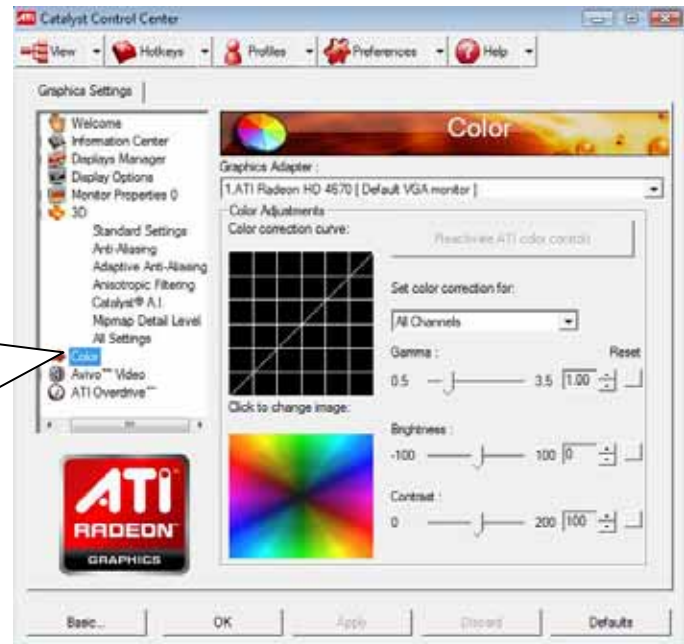 ATI Catalyst Control Center
View Hotkeys Profiles Preferences Help
Graphics Settings
Welcome
Information Center
Displays Manager
Display Options
Monitor Properties 0
3D
Standard Settings
Anti-Aliasing
Adaptive Anti-Aliasing
Anisotropic Filtering
Catalyst® A.I.
Mipmap Detail Level
All Settings
Color
Avivo™ Video
ATI Overdrive™
ATI
RADEON
GRAPHICS
Color
Graphics Adapter :
1.ATI Radeon HD 4670 [ Default VGA monitor ]
Color Adjustments
Color correction curve:
Reactivate ATI color controls
Set color correction for:
All Channels
Gamma : Reset
0.5 3.5 1.00
Click to change image:
Brightness :
-100 100 0
Contrast :
0 200 100
Basic... OK Apply Discard Defaults